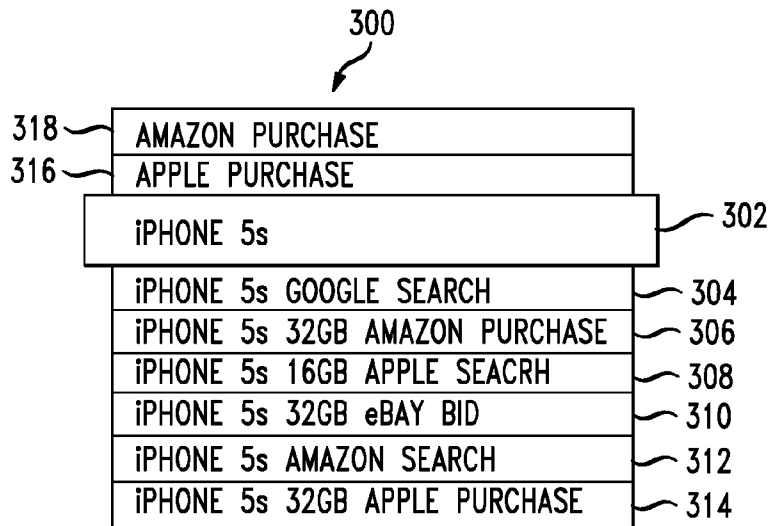 300
318 AMAZON PURCHASE
316 APPLE PURCHASE
iPHONE 5s 302
iPHONE 5s GOOGLE SEARCH 304
iPHONE 5s 32GB AMAZON PURCHASE 306
iPHONE 5s 16GB APPLE SEACRH 308
iPHONE 5s 32GB eBAY BID 310
iPHONE 5s AMAZON SEARCH 312
iPHONE 5s 32GB APPLE PURCHASE 314